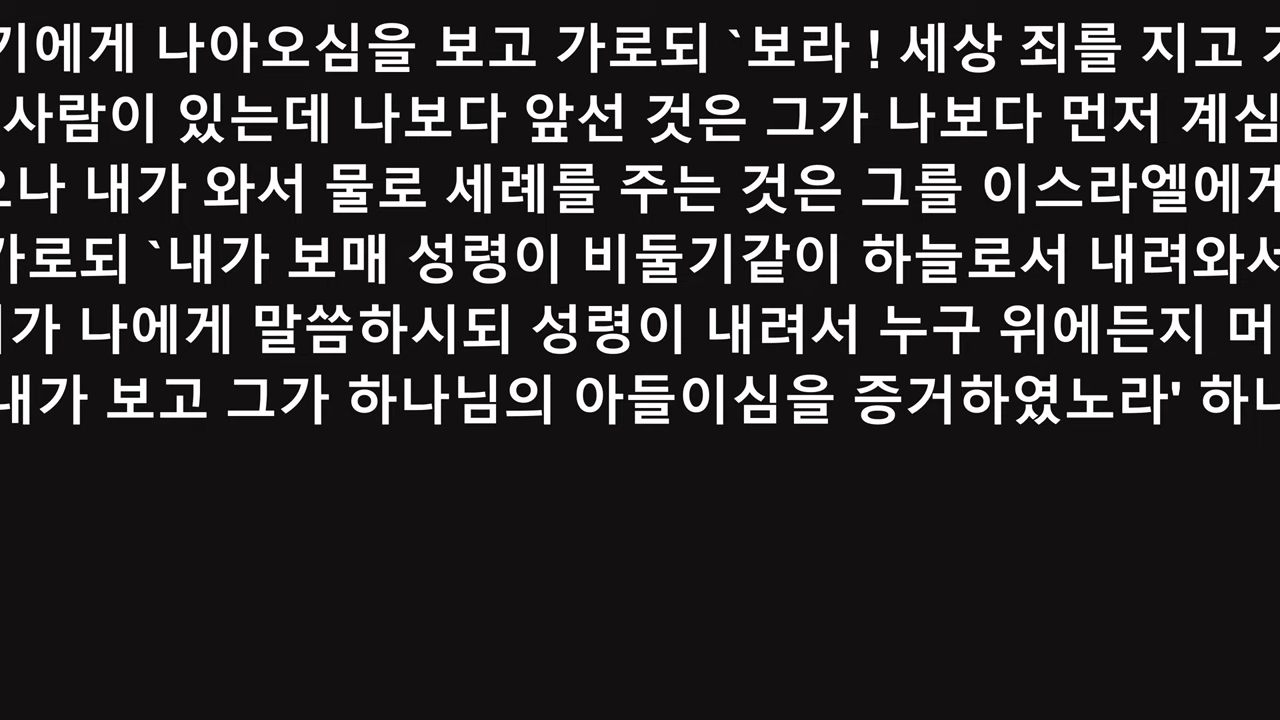 기에게 나아오심을 보고 가로되 `보라 ! 세상 죄를 지고
사람이 있는데 나보다 앞선 것은 그가 나보다 먼저 계심
나 내가 와서 물로 세례를 주는 것은 그를 이스라엘에게
가로되 `내가 보매 성령이 비둘기같이 하늘로서 내려와서
가 나에게 말씀하시되 성령이 내려서 누구 위에든지 머
내가 보고 그가 하나님의 아들이심을 증거하였노라' 하